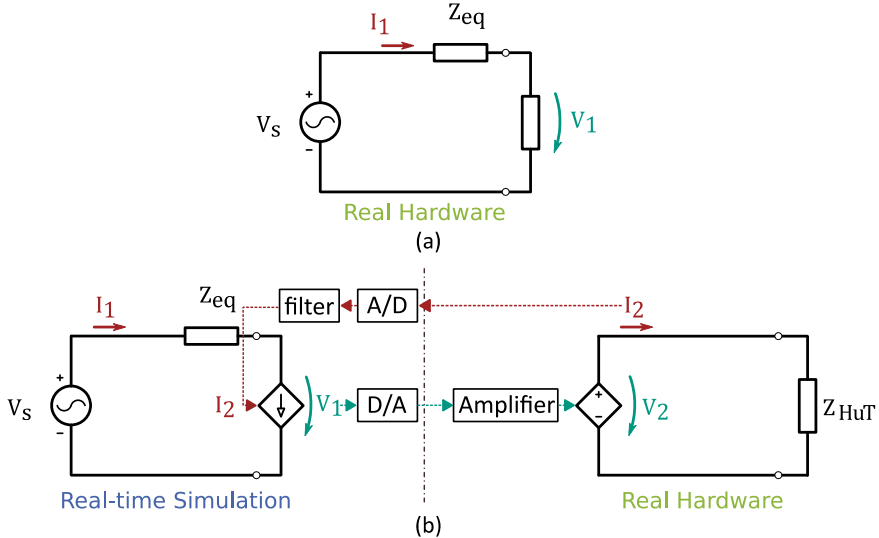 I1
Zeq
+
Vs
−
V1
Real Hardware
(a)
I1
Zeq
filter
A/D
I2
+
Vs
−
I2
V1
D/A
Amplifier
+
−
V2
ZHuT
Real-time Simulation
Real Hardware
(b)